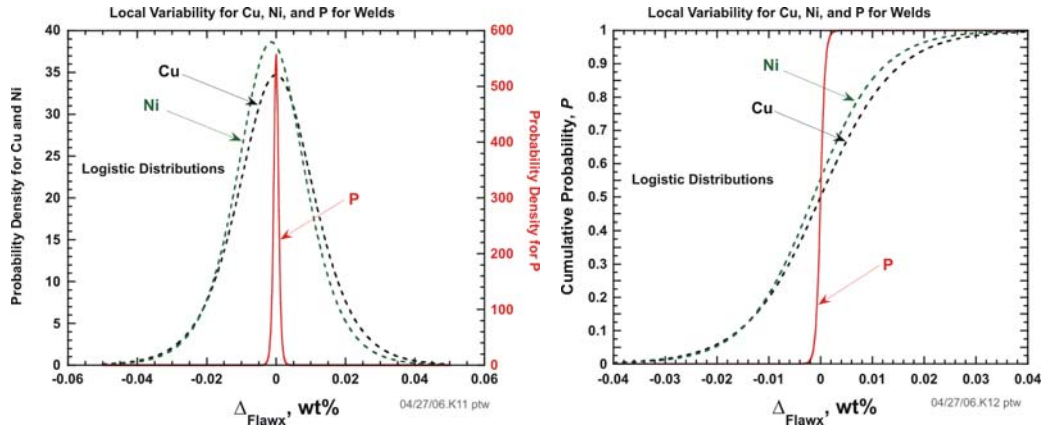 Local Variability for Cu, Ni, and P for Welds
40
35
30
25
20
15
10
5
0
Probability Density for Cu and Ni
600
500
400
300
200
100
0
Probability Density for P
Cu
Ni
Logistic Distributions
P
-0.06
-0.04
-0.02
0
0.02
0.04
0.06
Δ Flawx, wt%
04/27/06.K11 ptw
Local Variability for Cu, Ni, and P for Welds
1
0.9
0.8
0.7
0.6
0.5
0.4
0.3
0.2
0.1
0
Cumulative Probability, P
Ni
Cu
Logistic Distributions
P
-0.04
-0.03
-0.02
-0.01
0
0.01
0.02
0.03
0.04
Δ Flawx, wt%
04/27/06.K12 ptw